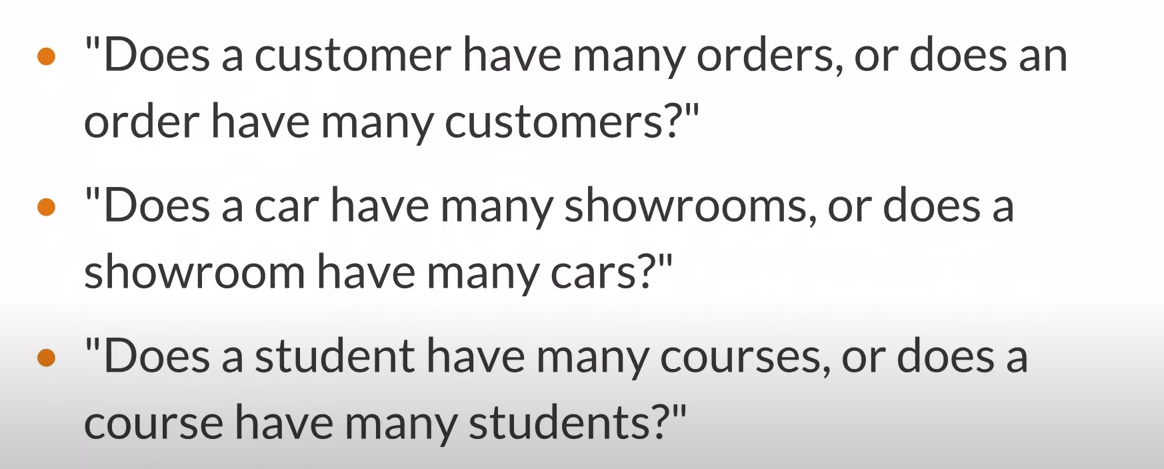 "Does a customer have many orders, or does an
order have many customers?"
"Does a car have many showrooms, or does a
showroom have many cars?"
"Does a student have many courses, or does a
course have many students?"